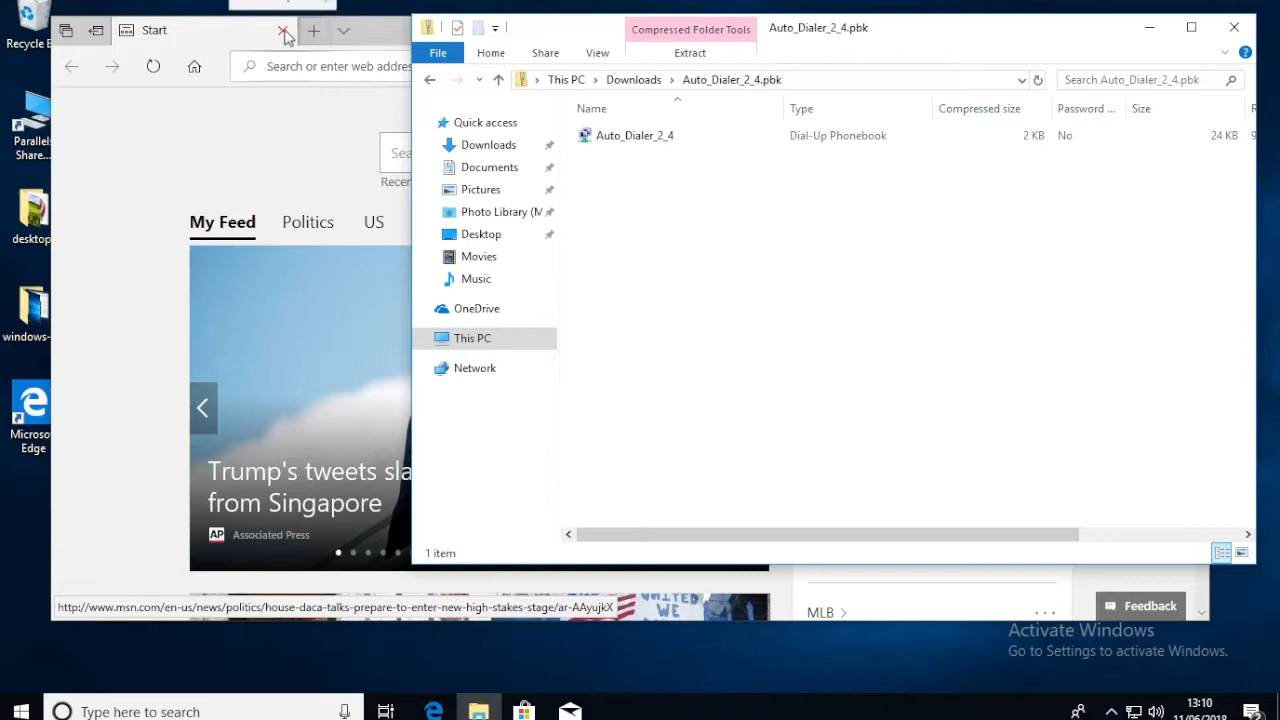 Recycle B
Parallels
Share...
desktop
windows-
Microso
Edge
Start
Search or enter web addres
Sea
Recen
My Feed
Politics
US
Trump's tweets sla
from Singapore
AP
Associated Press
http://www.msn.com/en-us/news/politics/house-daca-talks-prepare-to-enter-new-high-stakes-stage/ar-AAyujkX
WE
MLB
Feedback
Compressed Folder Tools
Auto_Dialer_2_4.pbk
File
Home
Share
View
Extract
This PC
Downloads
Auto_Dialer_2_4.pbk
Search Auto_Dialer_2_4.pbk
Name
Type
Compressed size
Password ...
Size
Auto_Dialer_2_4
Dial-Up Phonebook
2 KB
No
24 KB
Quick access
Downloads
Documents
Pictures
Photo Library (M
Desktop
Movies
Music
OneDrive
This PC
Network
1 item
Activate Windows
Go to Settings to activate Windows.
Type here to search
13:10
11/06/2018